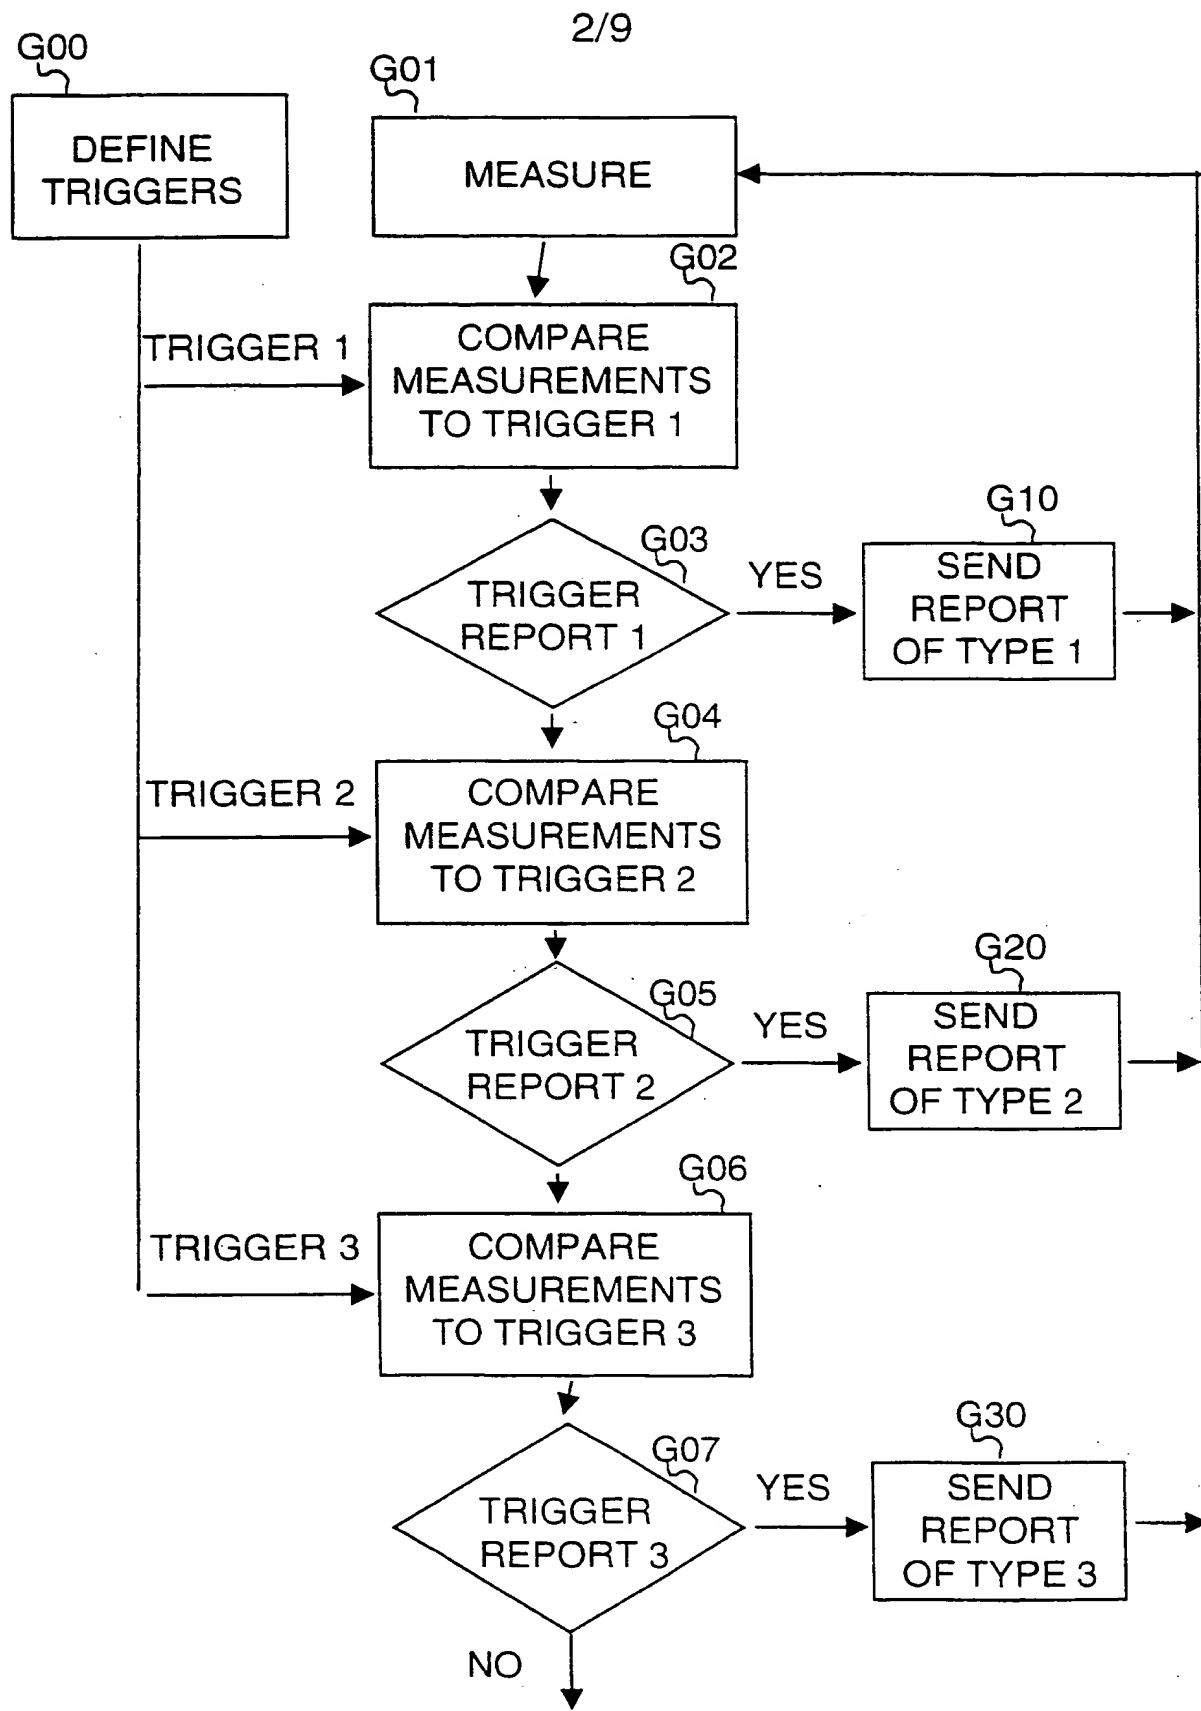 2/9
G00
DEFINE
TRIGGERS
G01
MEASURE
G02
TRIGGER 1
COMPARE
MEASUREMENTS
TO TRIGGER 1
G03
TRIGGER
REPORT 1
YES
G10
SEND
REPORT
OF TYPE 1
G04
TRIGGER 2
COMPARE
MEASUREMENTS
TO TRIGGER 2
G05
TRIGGER
REPORT 2
YES
G20
SEND
REPORT
OF TYPE 2
G06
TRIGGER 3
COMPARE
MEASUREMENTS
TO TRIGGER 3
G07
TRIGGER
REPORT 3
YES
G30
SEND
REPORT
OF TYPE 3
NO